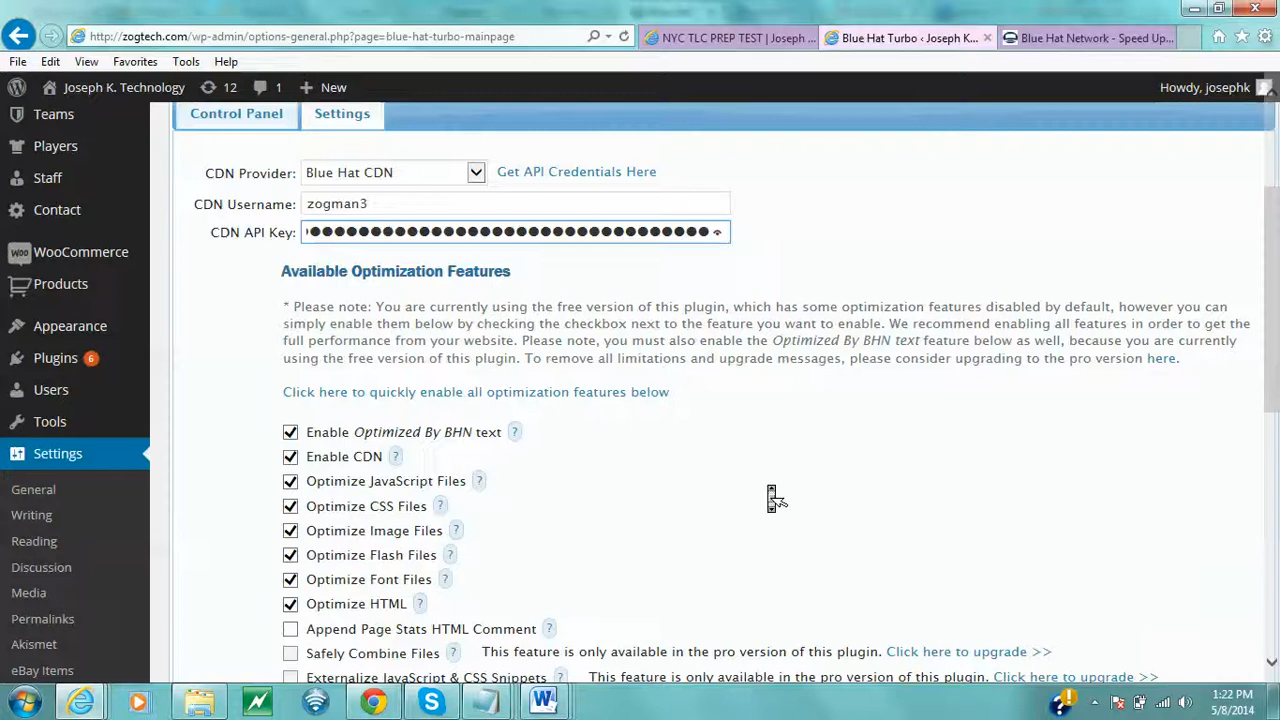 http://zogtech.com/wp-admin/options-general.php?page=blue-hat-turbo-mainpage
NYC TLC PREP TEST | Joseph ...
Blue Hat Turbo ‹ Joseph K...
Blue Hat Network - Speed Up...
File Edit View Favorites Tools Help
Joseph K. Technology 12 1 + New
Howdy, josephk
Teams
Players
Staff
Contact
WooCommerce
Products
Appearance
Plugins 6
Users
Tools
Settings
General
Writing
Reading
Discussion
Media
Permalinks
Akismet
eBay Items
Control Panel Settings
CDN Provider: Blue Hat CDN Get API Credentials Here
CDN Username: zogman3
CDN API Key:
Available Optimization Features
* Please note: You are currently using the free version of this plugin, which has some optimization features disabled by default, however you can
simply enable them below by checking the checkbox next to the feature you want to enable. We recommend enabling all features in order to get the
full performance from your website. Please note, you must also enable the Optimized By BHN text feature below as well, because you are currently
using the free version of this plugin. To remove all limitations and upgrade messages, please consider upgrading to the pro version here.
Click here to quickly enable all optimization features below
Enable Optimized By BHN text ?
Enable CDN ?
Optimize JavaScript Files ?
Optimize CSS Files ?
Optimize Image Files ?
Optimize Flash Files ?
Optimize Font Files ?
Optimize HTML ?
Append Page Stats HTML Comment ?
Safely Combine Files ? This feature is only available in the pro version of this plugin. Click here to upgrade >>
Externalize JavaScript & CSS Snippets ? This feature is only available in the pro version of this plugin. Click here to upgrade >>
1:22 PM
5/8/2014